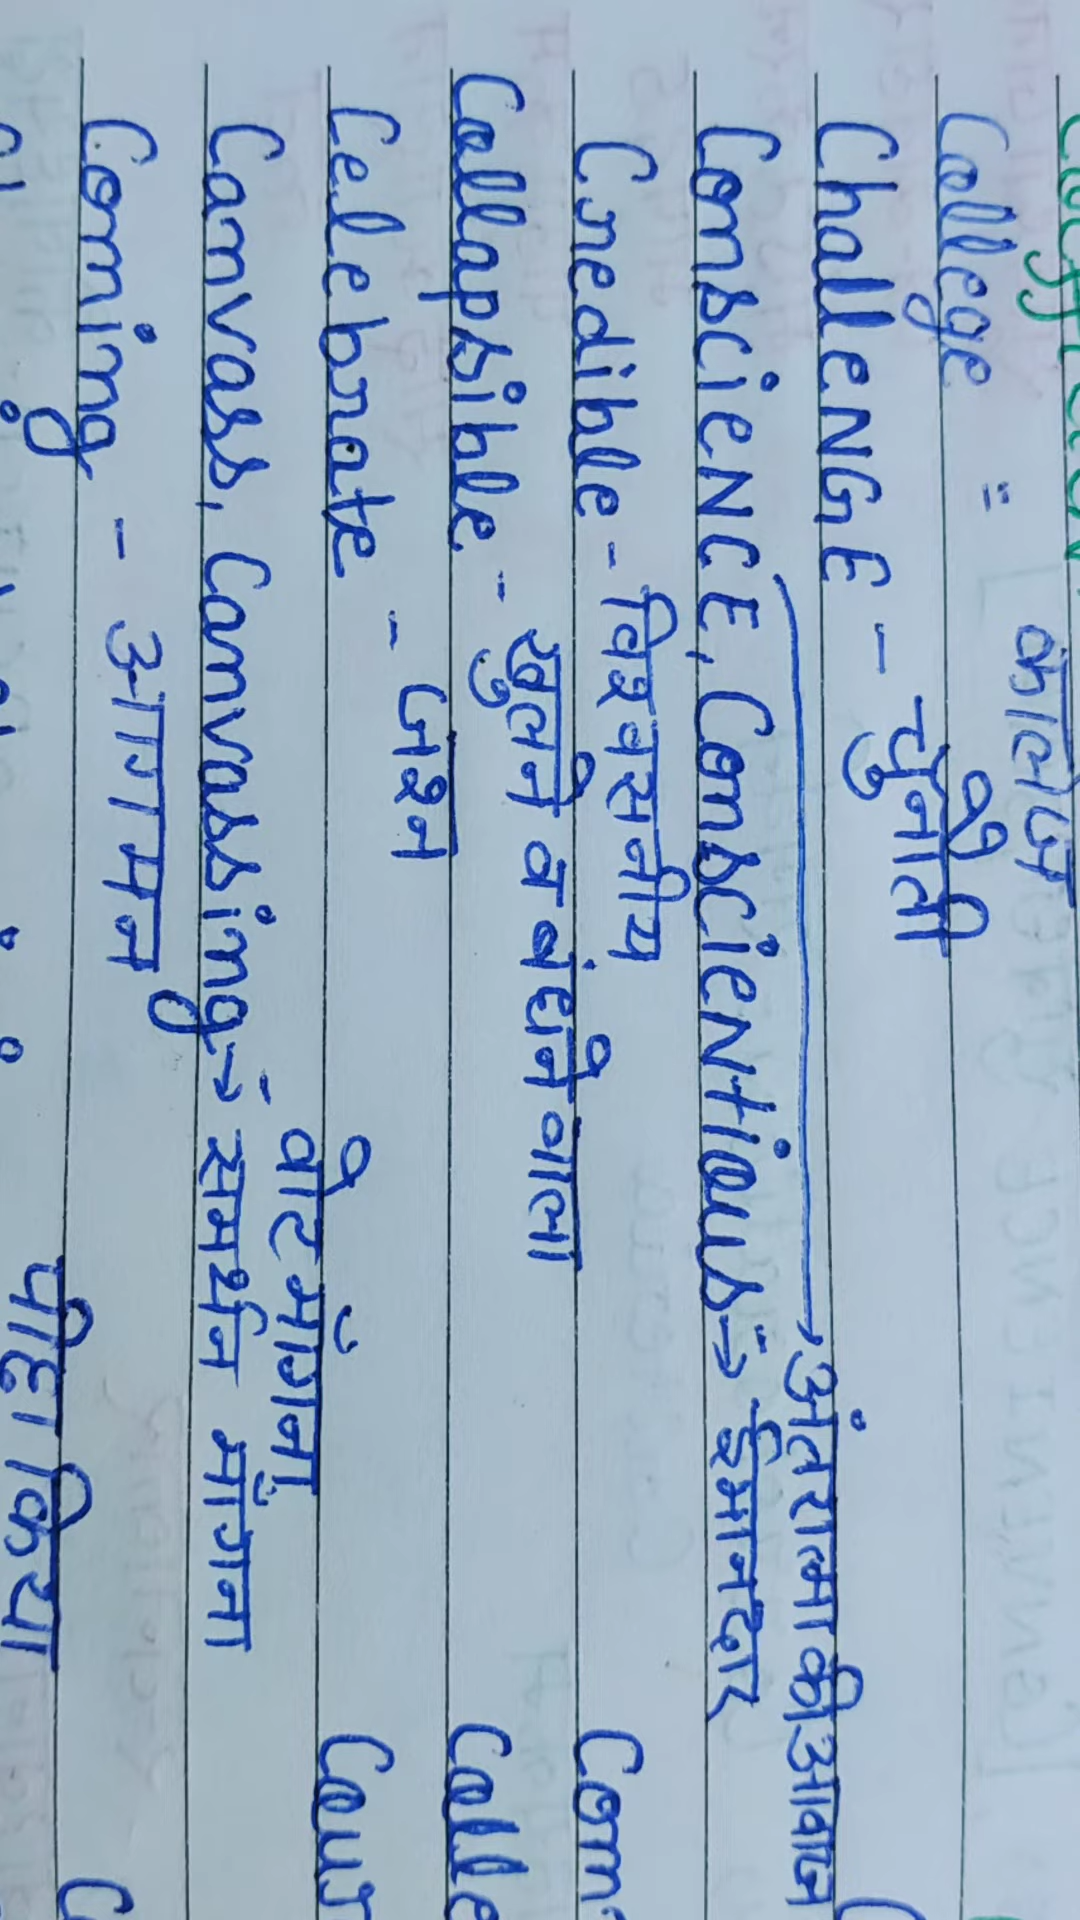 College = कालेज
ChallENGE - चुनौती
→ अंतरात्मा की आवाज
ConsciENCE, ConsciENtious → ईमानदार
Credible - विश्वसनीय
Collapsible - खुलने व बंधने वाला
Celebrate - जश्न
वोट माँगना,
Canvass, Canvassing → समर्थन माँगना
Coming - आगमन